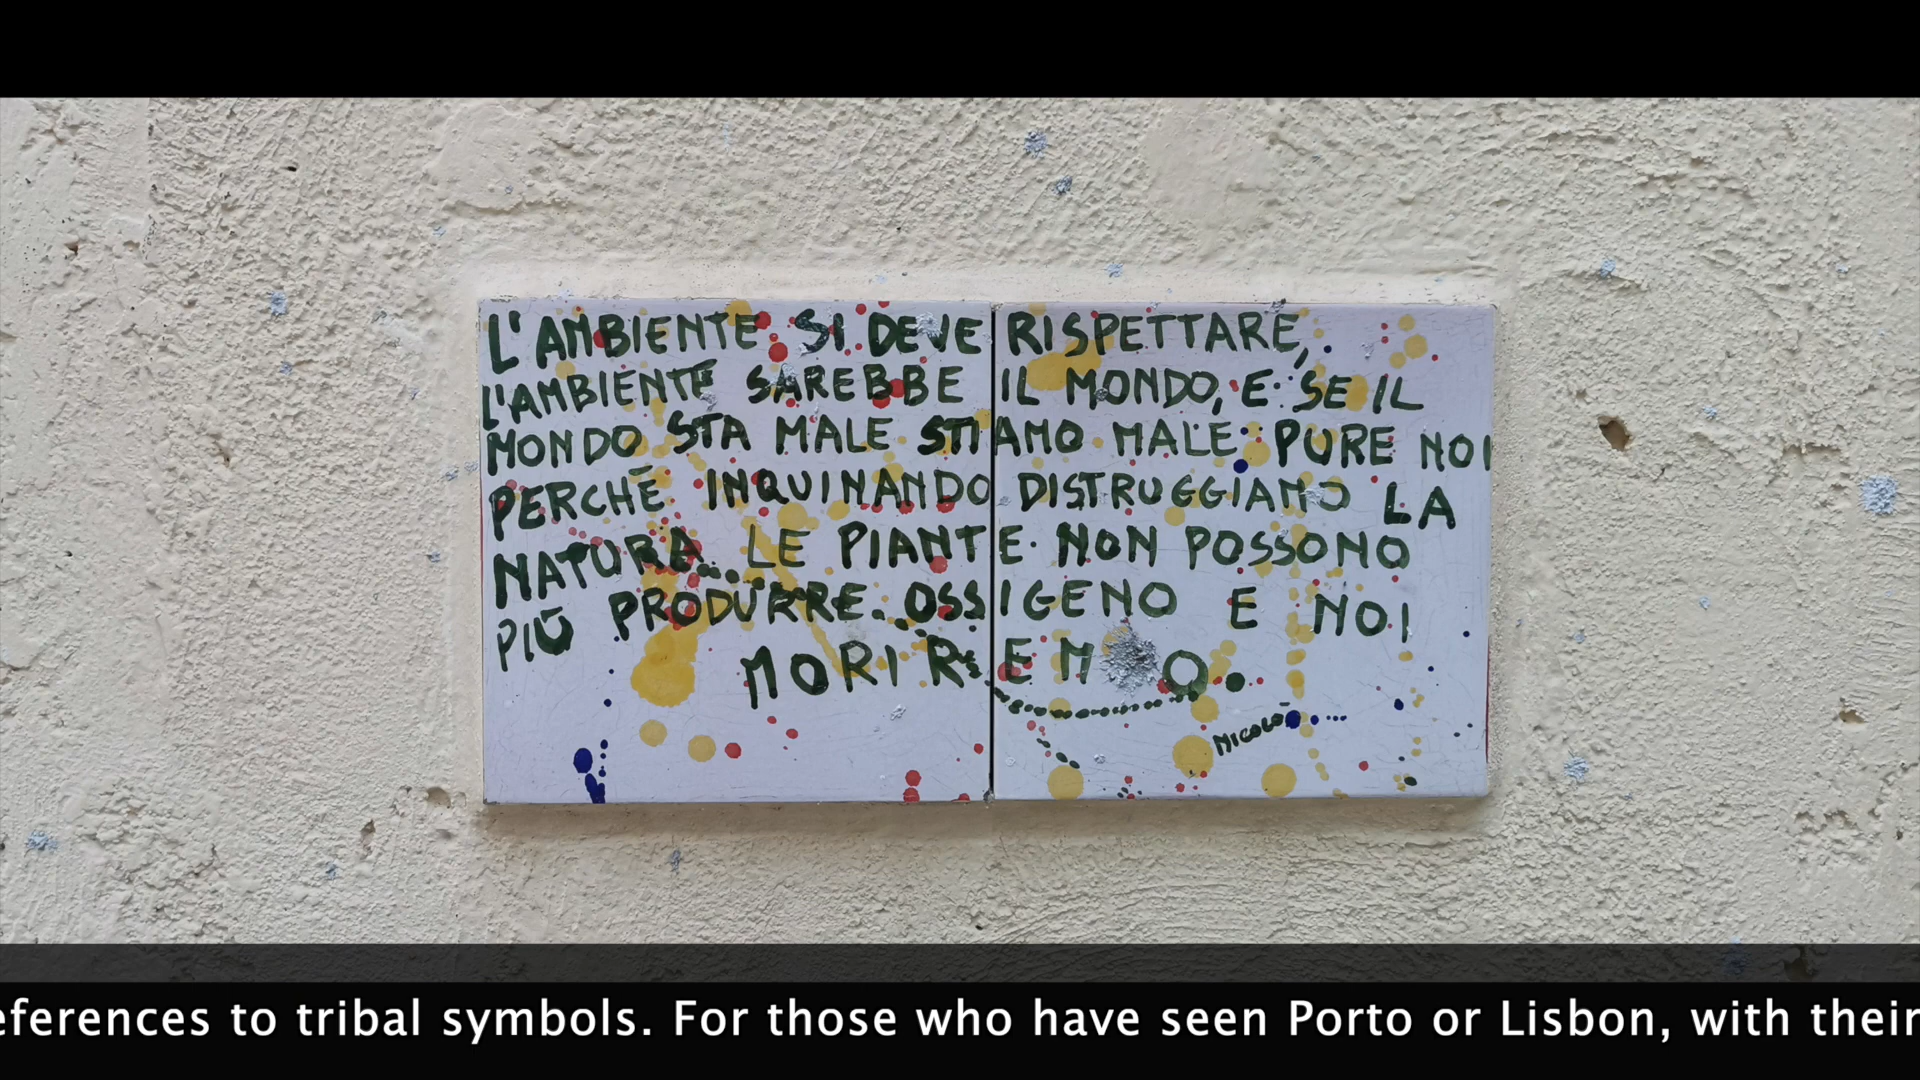 L'AMBIENTE SI DEVE RISPETTARE,
L'AMBIENTE SAREBBE IL MONDO, E SE IL
MONDO STA MALE STIAMO MALE PURE NOI
PERCHÉ INQUINANDO DISTRUGGIAMO LA
NATURA. LE PIANTE NON POSSONO
PIÙ PRODURRE OSSIGENO E NOI
MORIREMO.
NICOLÒ
eferences to tribal symbols. For those who have seen Porto or Lisbon, with their